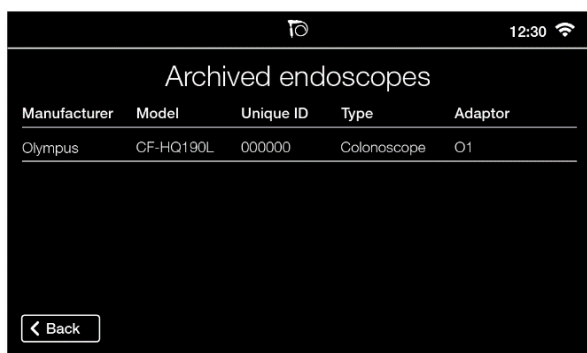 12:30
Archived endoscopes
Manufacturer Model Unique ID Type Adaptor
Olympus CF-HQ190L 000000 Colonoscope O1
Back